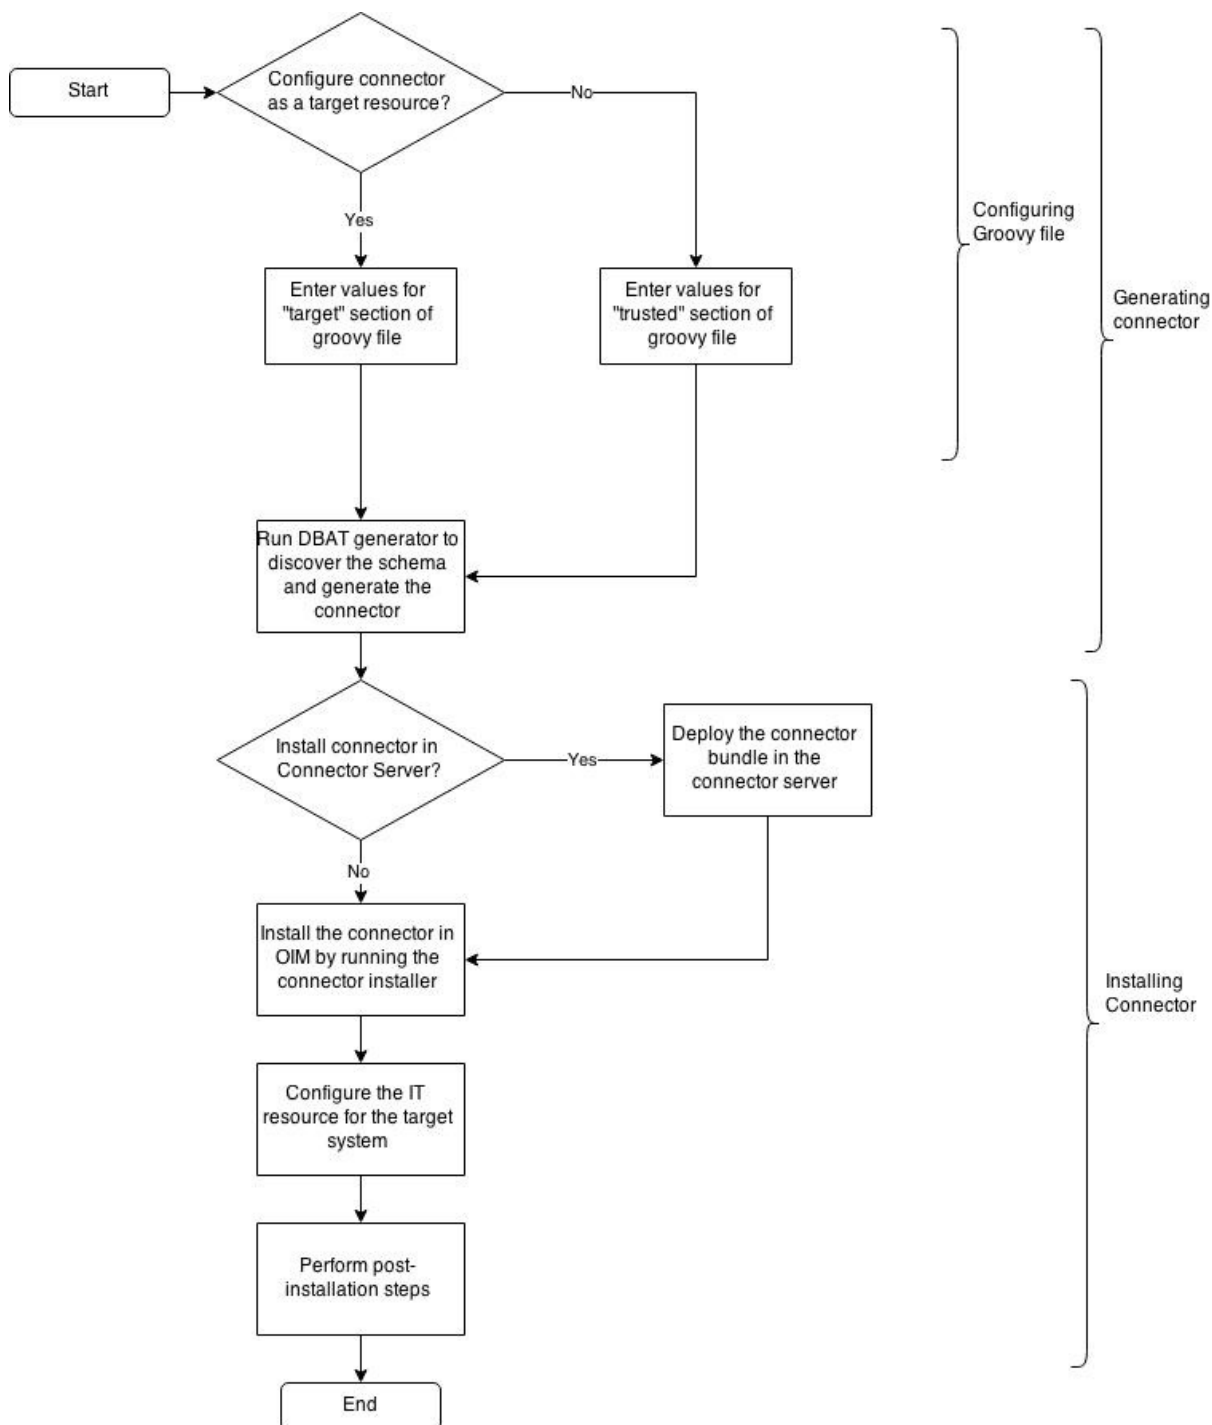 Start
Configure connector
as a target resource?
No
Yes
Configuring
Groovy file
Enter values for
"target" section of
groovy file
Enter values for
"trusted" section of
groovy file
Generating
connector
Run DBAT generator to
discover the schema
and generate the
connector
Install connector in
Connector Server?
Yes
Deploy the connector
bundle in the
connector server
No
Install the connector in
OIM by running the
connector installer
Installing
Connector
Configure the IT
resource for the target
system
Perform post-
installation steps
End